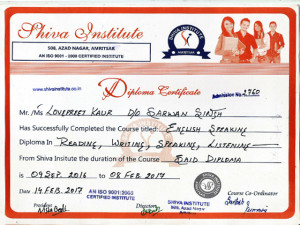 Shiva Institute
508, AZAD NAGAR, AMRITSAR
AN ISO 9001 : 2008 CERTIFIED INSTITUTE
SHIVA INSTITUTE
www.shivainstitute.co.in
Diploma Certificate
Admission No. 2960
Mr./Ms LOVEPREET KAUR D/O SARWAN SINGH
Has Successfully Completed the Course titled: ENGLISH SPEAKING
Diploma In READING, WRITING, SPEAKING, LISTENING
From Shiva Insitute the duration of the Course SAID DIPLOMA
is 09 SEP. 2016 to 08 FEB. 2017
Date 14 FEB. 2017
AN ISO 9001:2008
CERTIFIED INSTITUTE
SHIVA INSTITUTE
508, Azad Nagar
Course Co-Ordinator
President
Director